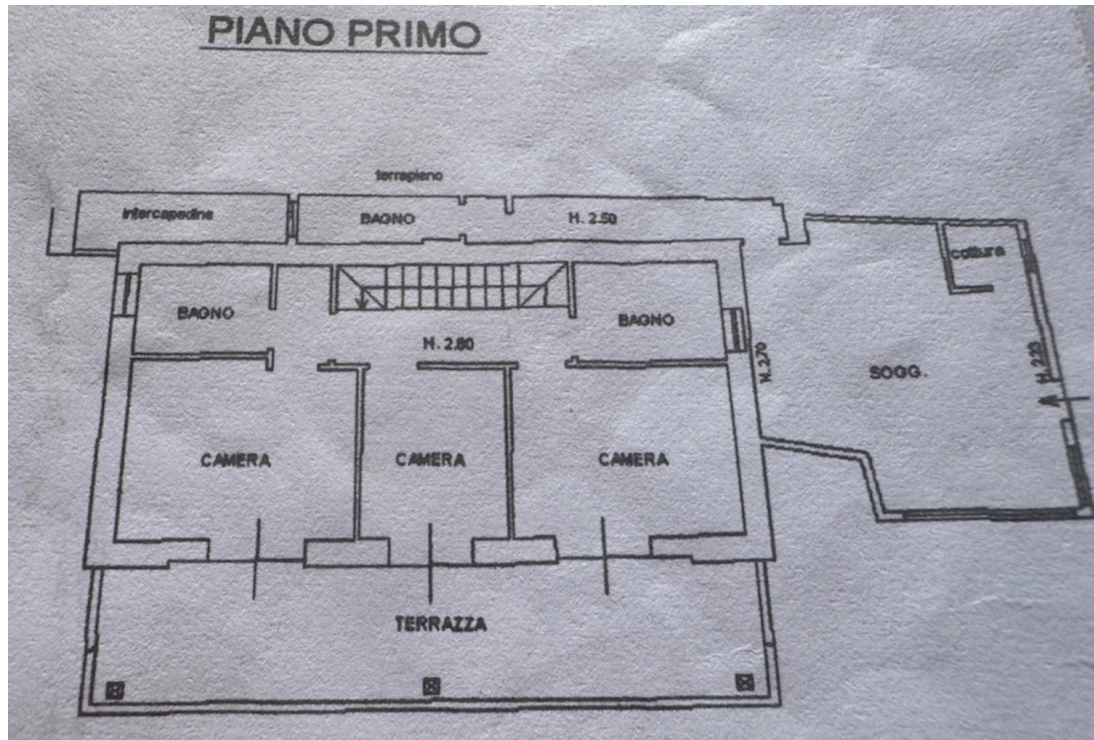 PIANO PRIMO
terrapieno
intercapedine
BAGNO
H. 2.50
cottura
BAGNO
BAGNO
H. 2.80
H. 2.70
SOGG.
H. 2.23
CAMERA
CAMERA
CAMERA
TERRAZZA